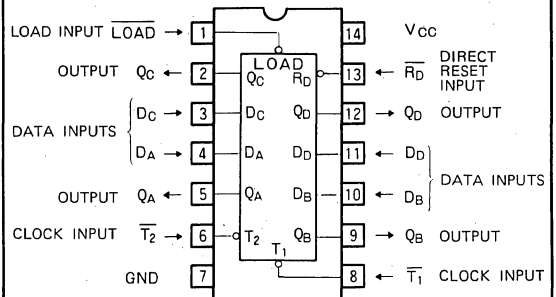 LOAD INPUT LOAD → 1 14 VCC
OUTPUT QC ← 2 13 ← RD DIRECT RESET INPUT
DATA INPUTS
DC → 3 12 → QD OUTPUT
DA → 4 11 ← DD
DATA INPUTS
OUTPUT QA ← 5 10 ← DB
CLOCK INPUT T2 → 6 9 → QB OUTPUT
GND 7 8 ← T1 CLOCK INPUT
LOAD
QC RD
DC QD
DA DD
QA DB
T2 QB
T1